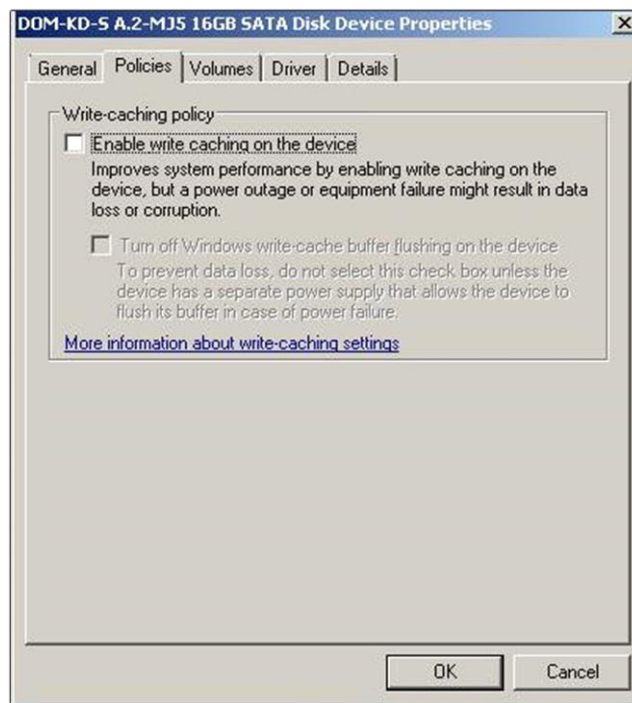 DOM-KD-S A.2-MJ5 16GB SATA Disk Device Properties
General Policies Volumes Driver Details
Write-caching policy
Enable write caching on the device
Improves system performance by enabling write caching on the
device, but a power outage or equipment failure might result in data
loss or corruption.
Turn off Windows write-cache buffer flushing on the device
To prevent data loss, do not select this check box unless the
device has a separate power supply that allows the device to
flush its buffer in case of power failure.
More information about write-caching settings
OK Cancel